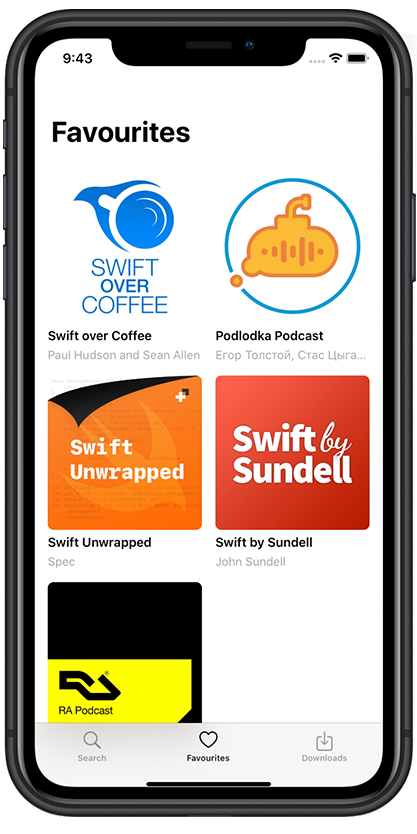 9:43
Favourites
SWIFT
OVER
COFFEE
Swift over Coffee
Paul Hudson and Sean Allen
Podlodka Podcast
Егор Толстой, Стас Цыга...
Swift
Unwrapped
Swift Unwrapped
Spec
Swift by
Sundell
Swift by Sundell
John Sundell
RA Podcast
Search
Favourites
Downloads